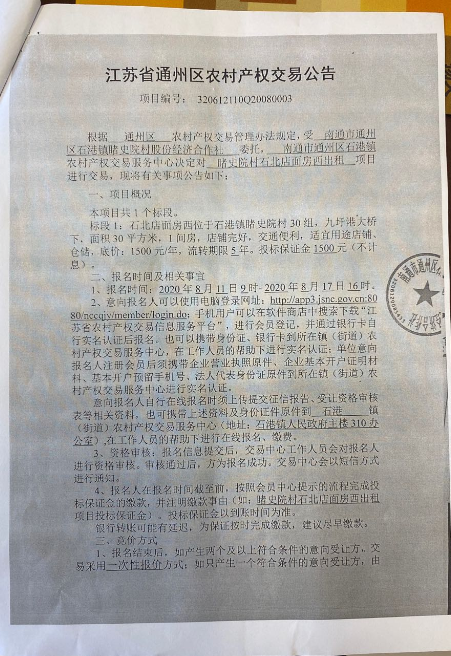 江苏省通州区农村产权交易公告
项目编号：320612110Q20080003
根据 通州区 农村产权交易管理办法规定，受 南通市通州
区石港镇睹史院村股份经济合作社 委托， 南通市通州区石港镇
农村产权交易服务中心决定对 睹史院村石北店面房西出租 项目
进行交易，现将有关事项公告如下：
一、项目概况
本项目共1个标段。
标段1：石北店面房西位于石港镇睹史院村30组，九圩港大桥
下、面积30平方米，1间房，店铺完好，交通便利，适宜用途店铺、
仓储，底价：1500元/年，流转期限5年。投标保证金1500元（不计
息）。
二、报名时间及相关事宜
1、报名时间：2020年8月11日9时-2020年8月17日16时。
2、意向报名人可以使用电脑登录网址：http://app3.jsnc.gov.cn:80
80/nccqjy/member/login.do；手机用户可以在软件商店中搜索下载“江
苏省农村产权交易信息服务平台”，进行会员登记，并通过银行卡自
行实名认证后报名。也可以携带身份证、银行卡到所在镇（街道）农
村产权交易服务中心，在工作人员的帮助下进行实名认证；单位意向
报名人注册会员后须携带企业营业执照原件、企业基本开户证明材
料、基本开户预留手机号、法人代表身份证原件到所在镇（街道）农
村产权交易服务中心进行实名认证。
意向报名人自行在线报名时须上传提交征信报告、受让资格审核
表等相关资料，也可携带上述资料及身份证件原件到 石港 镇
（街道）农村产权交易服务中心（地址：石港镇人民政府主楼310办
公室），在工作人员的帮助下进行在线报名、缴费。
3、资格审核：报名信息提交后，交易中心工作人员会对报名人
进行资格审核。审核通过后，方为报名成功，交易中心会以短信方式
进行通知。
4、报名人在报名时间截至前，按照会员中心提示的流程完成投
标保证金的缴款，并注明缴款事由（如：睹史院村石北店面房西出租
项目投标保证金）。投标保证金以到账时间为准。
银行转账可能有延迟，为保证按时完成缴款，建议尽早缴款。
三、竞价方式
1、报名结束后，如产生两个及以上符合条件的意向受让方，交
易采用一次性报价方式；如只产生一个符合条件的意向受让方，由